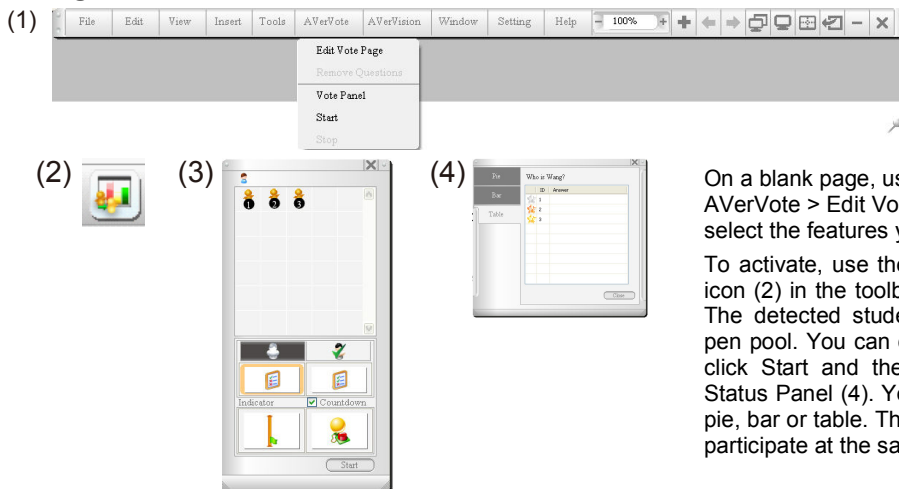 (1)
File Edit View Insert Tools AVerVote AVerVision Window Setting Help 100%
Edit Vote Page
Remove Questions
Vote Panel
Start
Stop
(2)
(3)
1 2 3
Indicator Countdown
Start
(4)
Pie
Bar
Table
Who is Wang?
ID Answer
1
2
3
Clear
On a blank page, us
AVerVote > Edit Vo
select the features y
To activate, use the
icon (2) in the toolb
The detected stude
pen pool. You can
click Start and the
Status Panel (4). Yo
pie, bar or table. Th
participate at the sa